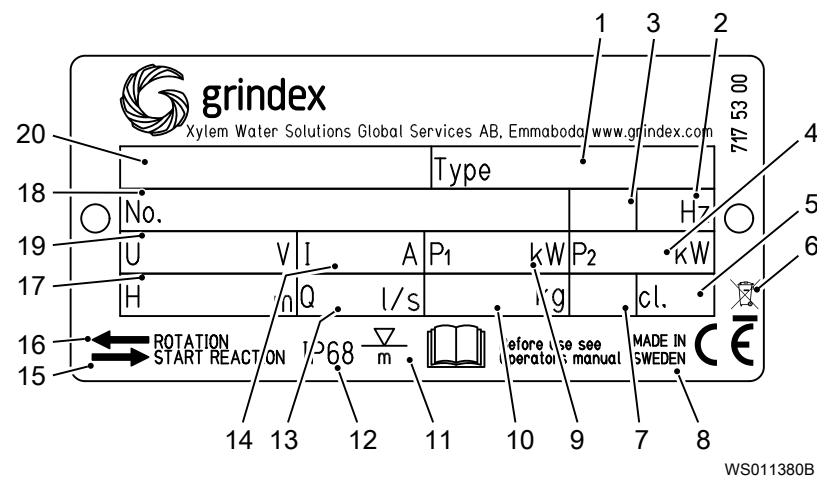 1 3 2
grindex
Xylem Water Solutions Global Services AB, Emmaboda www.grindex.com
717 53 00
20
Type
4
18
No.
Hz
5
19
U V I A P1 kW P2 kW
6
17
H m Q l/s kg cl.
16
ROTATION
START REACTION
15
IP68
m
Before use see
Operators manual
MADE IN
SWEDEN
CE
14 13 12 11 10 9 7 8
WS011380B